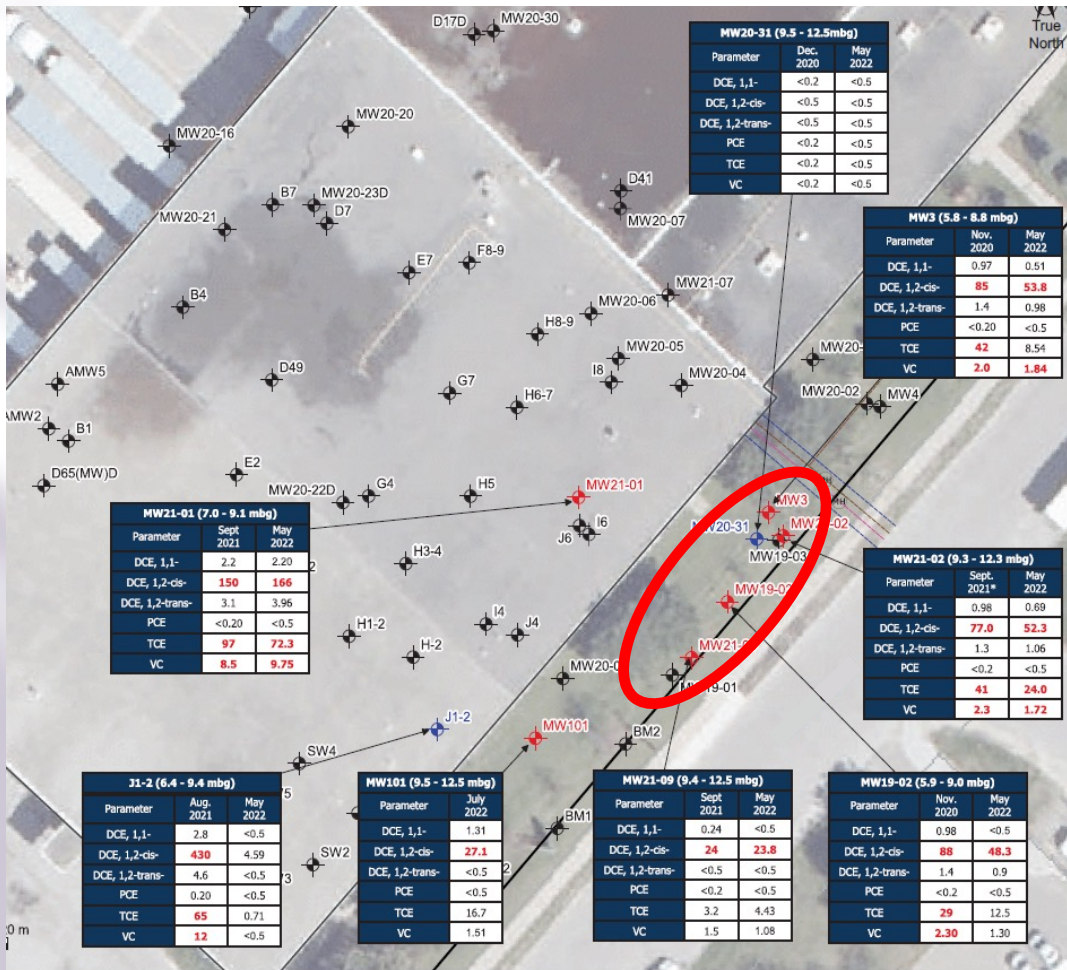 D17D MW20-30
True
North
MW20-31 (9.5 - 12.5mbg)
Parameter Dec. 2020 May 2022
DCE, 1,1- <0.2 <0.5
DCE, 1,2-cis- <0.5 <0.5
DCE, 1,2-trans- <0.5 <0.5
PCE <0.2 <0.5
TCE <0.2 <0.5
VC <0.2 <0.5
MW20-16
MW20-20
B7 MW20-23D
D7
MW20-21
D41
MW20-07
E7
F8-9
B4
MW21-07
MW20-06
H8-9
MW20-05
I8
MW20-04
MW3 (5.8 - 8.8 mbg)
Parameter Nov. 2020 May 2022
DCE, 1,1- 0.97 0.51
DCE, 1,2-cis- 85 53.8
DCE, 1,2-trans- 1.4 0.98
PCE <0.20 <0.5
TCE 42 8.54
VC 2.0 1.84
MW20-
MW20-02 MW4
AMW5
D49
G7
H6-7
AMW2
B1
D65(MW)D
E2
MW20-22D G4
H5
MW21-01
I6
J6
H3-4
MW3
MW20-31
MW19-03
MW19-02
MW19-01
MW21-01 (7.0 - 9.1 mbg)
Parameter Sept 2021 May 2022
DCE, 1,1- 2.2 2.20
DCE, 1,2-cis- 150 166
DCE, 1,2-trans- 3.1 3.96
PCE <0.20 <0.5
TCE 97 72.3
VC 8.5 9.75
H1-2
I4
J4
H-2
MW20-0
MW21-02 (9.3 - 12.3 mbg)
Parameter Sept. 2021* May 2022
DCE, 1,1- 0.98 0.69
DCE, 1,2-cis- 77.0 52.3
DCE, 1,2-trans- 1.3 1.06
PCE <0.2 <0.5
TCE 41 24.0
VC 2.3 1.72
J1-2
MW101
BM2
SW4
BM1
SW2
J1-2 (6.4 - 9.4 mbg)
Parameter Aug. 2021 May 2022
DCE, 1,1- 2.8 <0.5
DCE, 1,2-cis- 430 4.59
DCE, 1,2-trans- 4.6 <0.5
PCE 0.20 <0.5
TCE 65 0.71
VC 12 <0.5
MW101 (9.5 - 12.5 mbg)
Parameter July 2022
DCE, 1,1- 1.31
DCE, 1,2-cis- 27.1
DCE, 1,2-trans- <0.5
PCE <0.5
TCE 16.7
VC 1.51
MW21-09 (9.4 - 12.5 mbg)
Parameter Sept 2021 May 2022
DCE, 1,1- 0.24 <0.5
DCE, 1,2-cis- 24 23.8
DCE, 1,2-trans- <0.5 <0.5
PCE <0.2 <0.5
TCE 3.2 4.43
VC 1.5 1.08
MW19-02 (5.9 - 9.0 mbg)
Parameter Nov. 2020 May 2022
DCE, 1,1- 0.98 <0.5
DCE, 1,2-cis- 88 48.3
DCE, 1,2-trans- 1.4 0.9
PCE <0.2 <0.5
TCE 29 12.5
VC 2.30 1.30